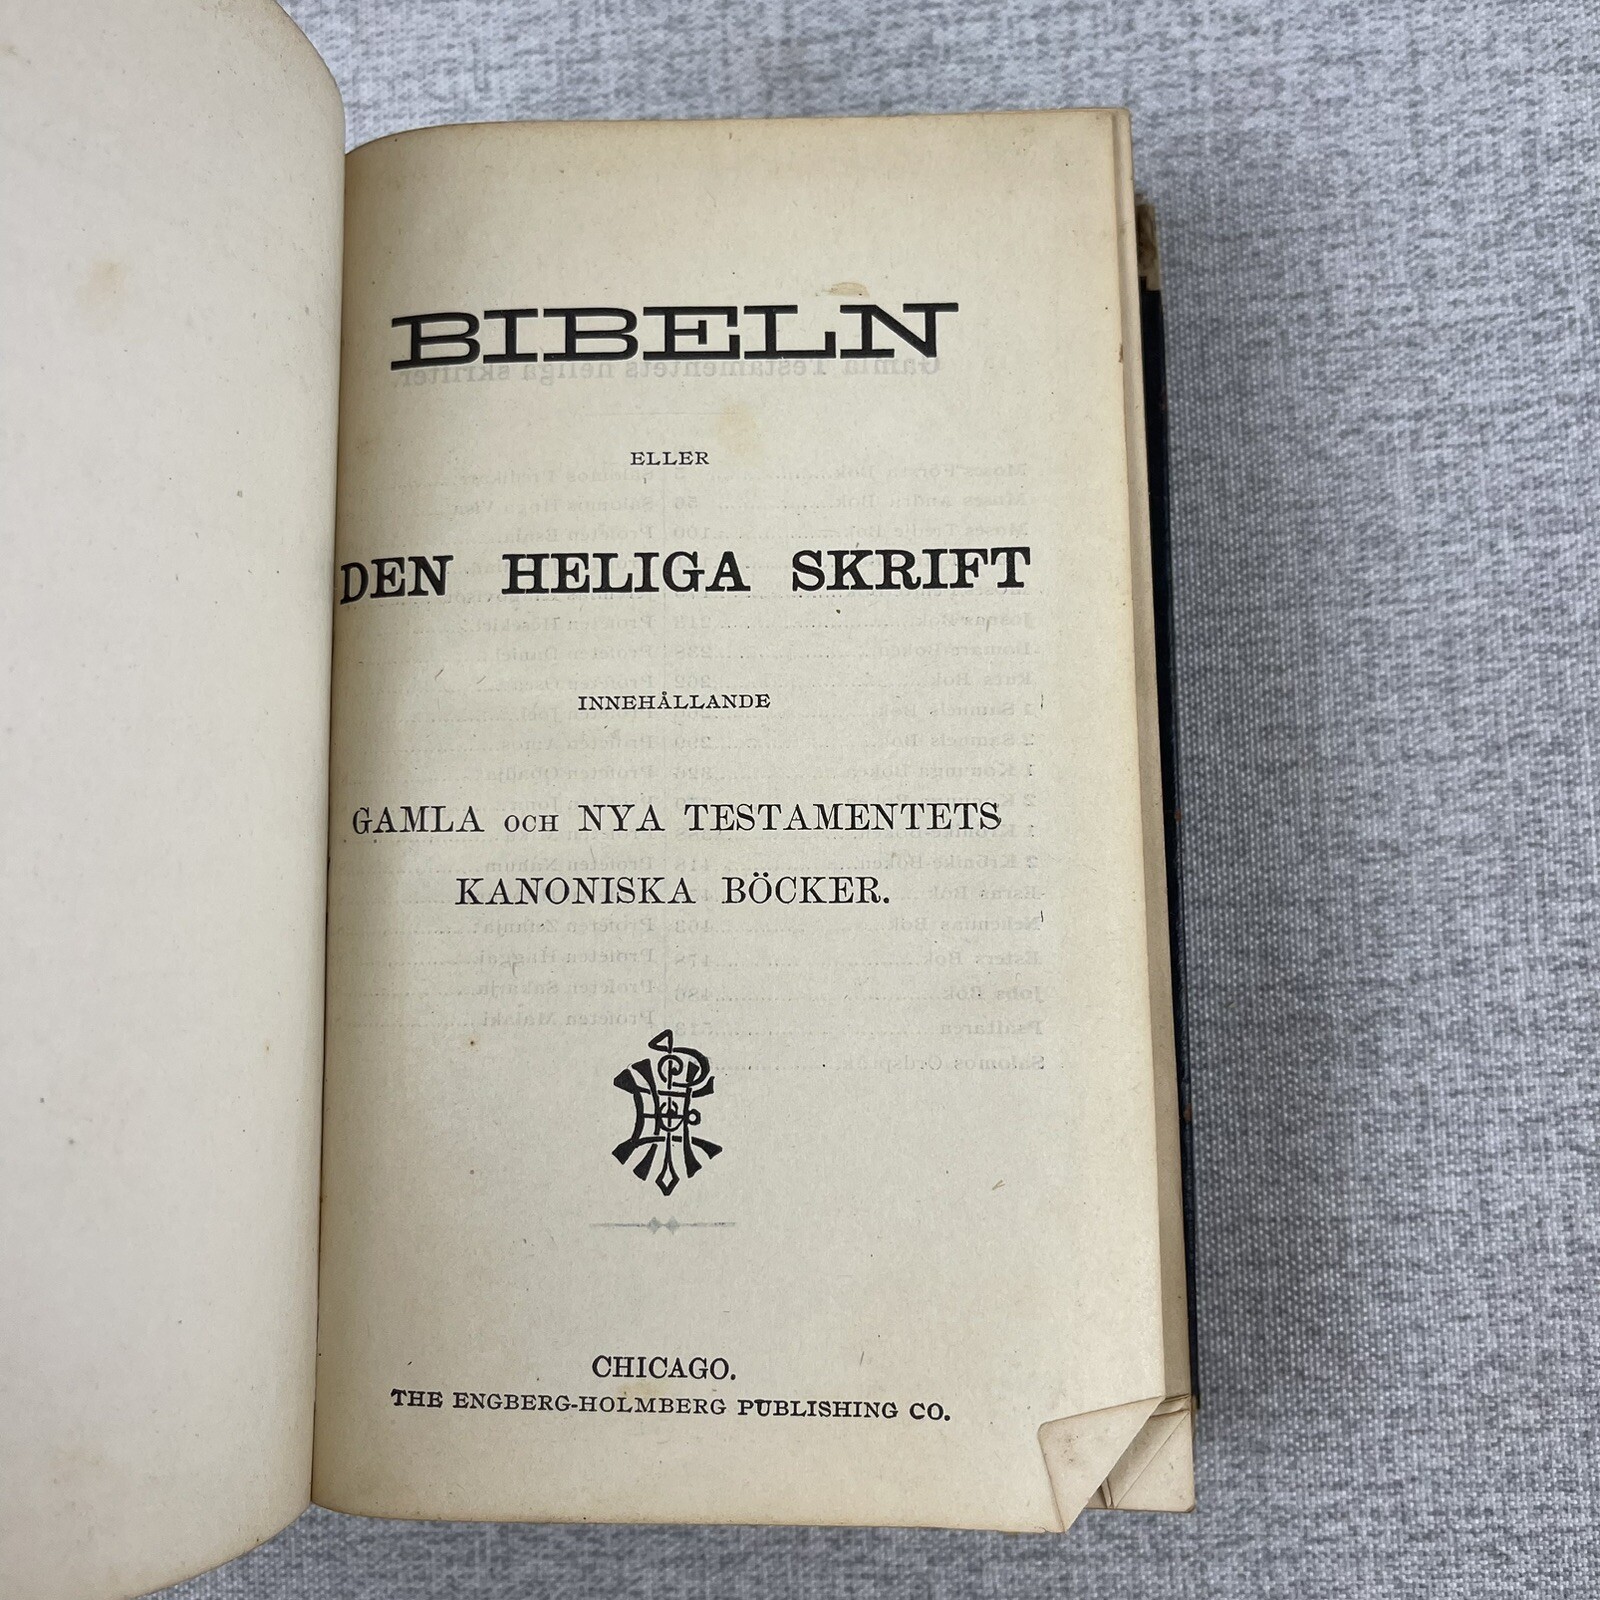 BIBELN
ELLER
DEN HELIGA SKRIFT
INNEHÅLLANDE
GAMLA OCH NYA TESTAMENTETS
KANONISKA BÖCKER.
CHICAGO.
THE ENGBERG-HOLMBERG PUBLISHING CO.